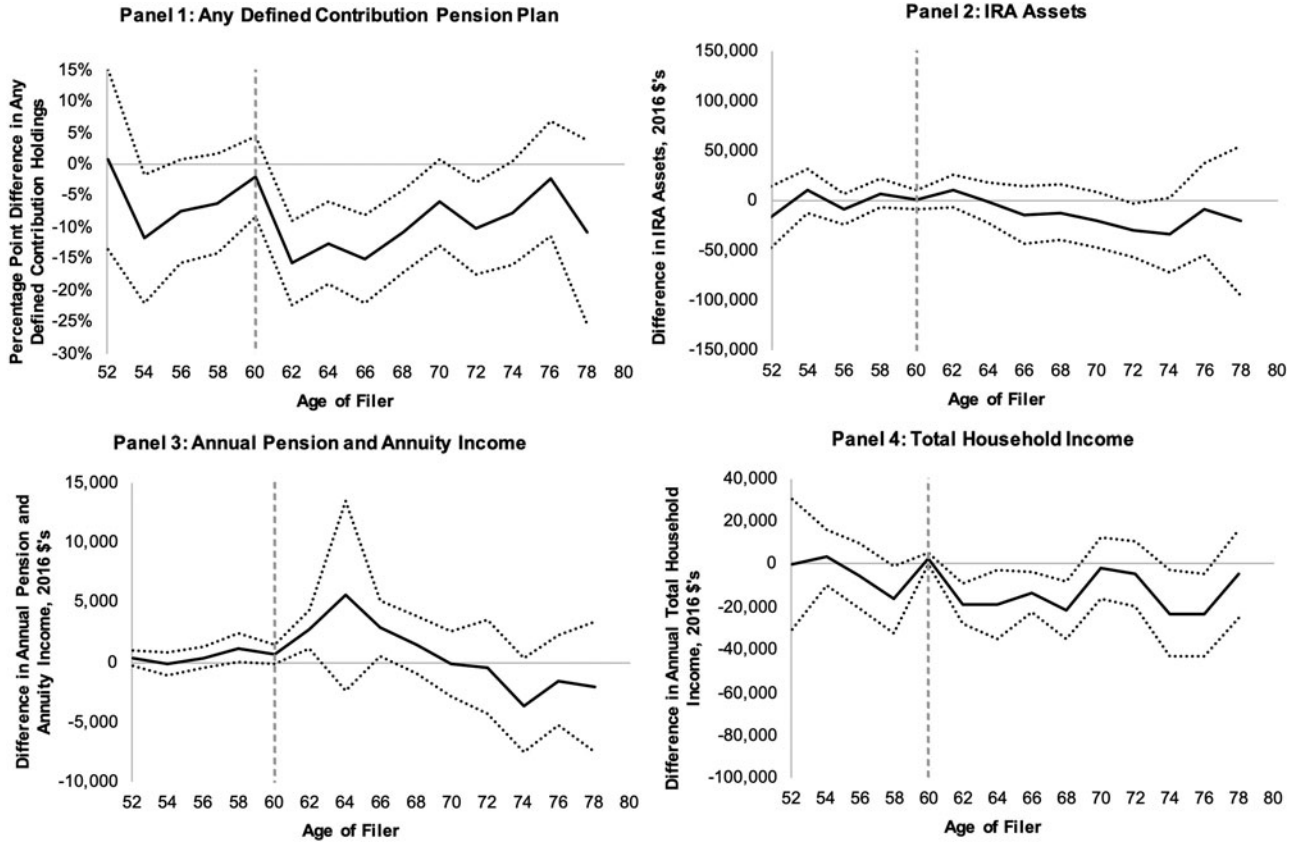 Panel 1: Any Defined Contribution Pension Plan
Percentage Point Difference in Any
Defined Contribution Holdings
15%
10%
5%
0%
-5%
-10%
-15%
-20%
-25%
-30%
52 54 56 58 60 62 64 66 68 70 72 74 76 78 80
Age of Filer
Panel 2: IRA Assets
Difference in IRA Assets, 2016 $'s
150,000
100,000
50,000
0
-50,000
-100,000
-150,000
52 54 56 58 60 62 64 66 68 70 72 74 76 78 80
Age of Filer
Panel 3: Annual Pension and Annuity Income
Difference in Annual Pension and
Annuity Income, 2016 $'s
15,000
10,000
5,000
0
-5,000
-10,000
52 54 56 58 60 62 64 66 68 70 72 74 76 78 80
Age of Filer
Panel 4: Total Household Income
Difference in Annual Total Household
Income, 2016 $'s
40,000
20,000
0
-20,000
-40,000
-60,000
-80,000
-100,000
52 54 56 58 60 62 64 66 68 70 72 74 76 78 80
Age of Filer